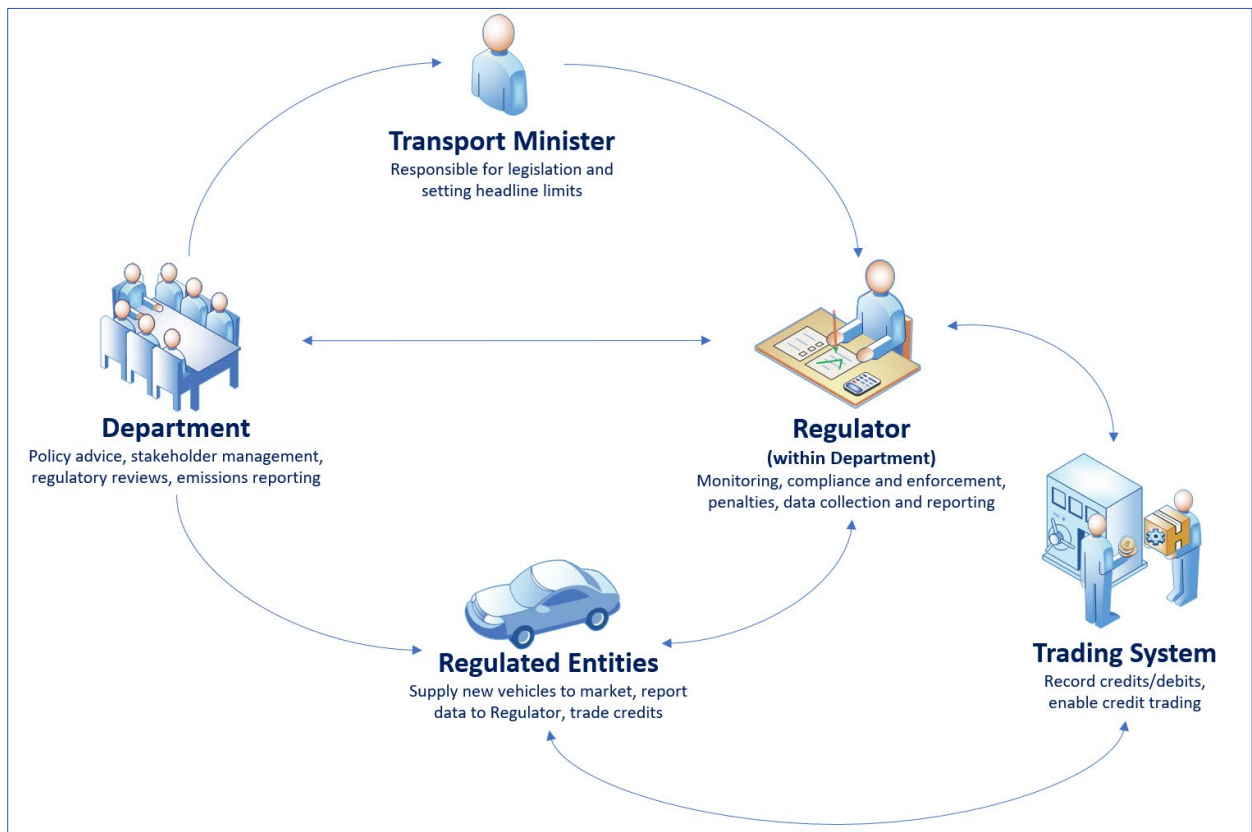 Transport Minister
Responsible for legislation and
setting headline limits
Department
Policy advice, stakeholder management,
regulatory reviews, emissions reporting
Regulator
(within Department)
Monitoring, compliance and enforcement,
penalties, data collection and reporting
Regulated Entities
Supply new vehicles to market, report
data to Regulator, trade credits
Trading System
Record credits/debits,
enable credit trading